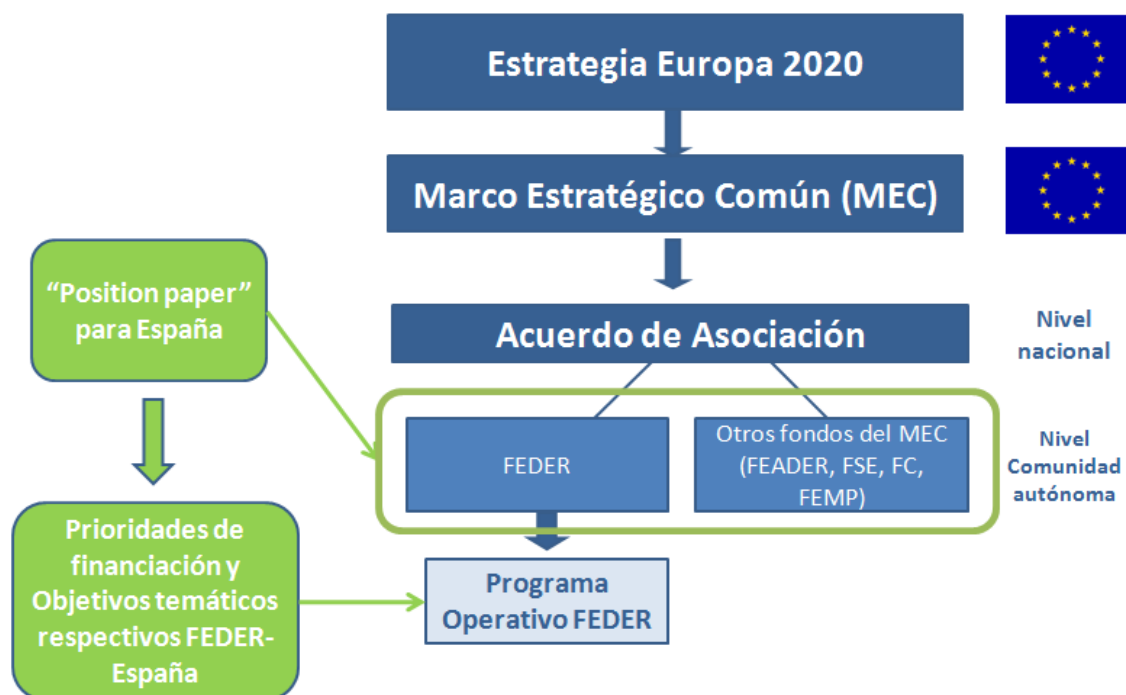 Estrategia Europa 2020
Marco Estratégico Común (MEC)
“Position paper”
para España
Acuerdo de Asociación
Nivel
nacional
FEDER
Otros fondos del MEC
(FEADER, FSE, FC,
FEMP)
Nivel
Comunidad
autónoma
Prioridades de
financiación y
Objetivos temáticos
respectivos FEDER-
España
Programa
Operativo FEDER